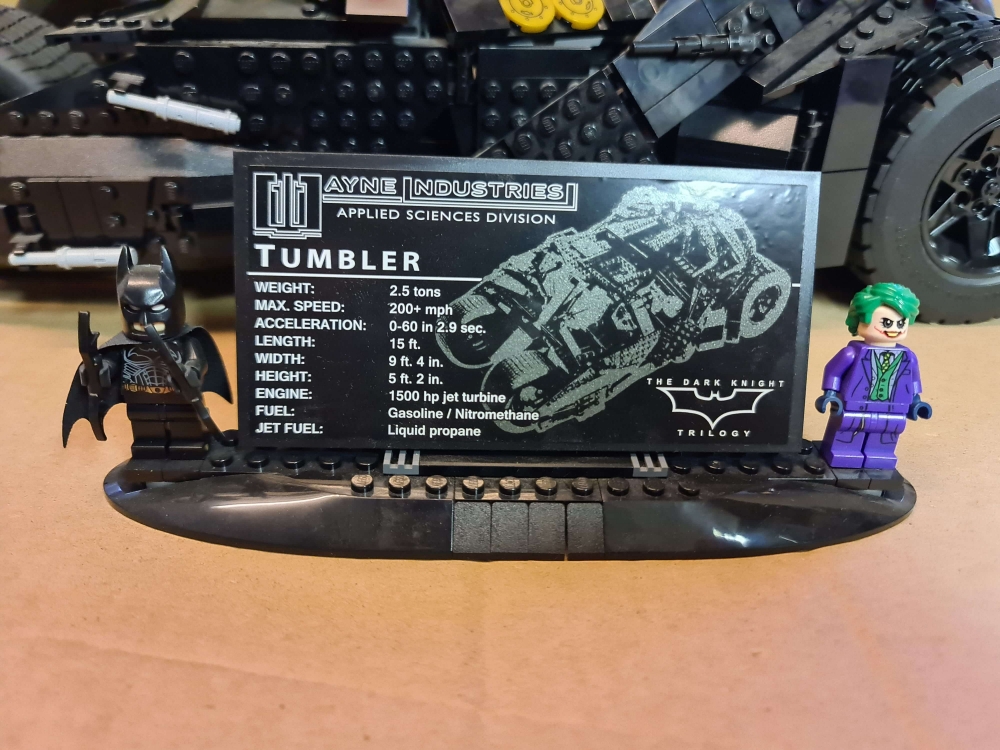 WAYNE INDUSTRIES
APPLIED SCIENCES DIVISION
TUMBLER
WEIGHT: 2.5 tons
MAX. SPEED: 200+ mph
ACCELERATION: 0-60 in 2.9 sec.
LENGTH: 15 ft.
WIDTH: 9 ft. 4 in.
HEIGHT: 5 ft. 2 in.
ENGINE: 1500 hp jet turbine
FUEL: Gasoline / Nitromethane
JET FUEL: Liquid propane
THE DARK KNIGHT
TRILOGY